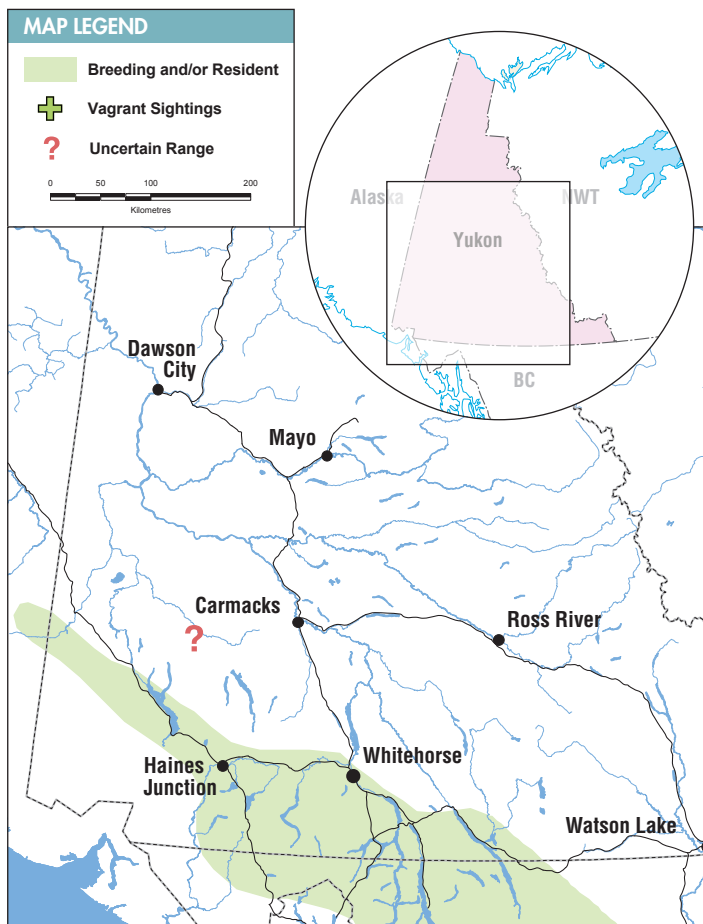 MAP LEGEND
Breeding and/or Resident
Vagrant Sightings
? Uncertain Range
0 50 100 200
Kilometres
Alaska
NWT
Yukon
BC
Dawson
City
Mayo
Carmacks
?
Ross River
Whitehorse
Haines
Junction
Watson Lake